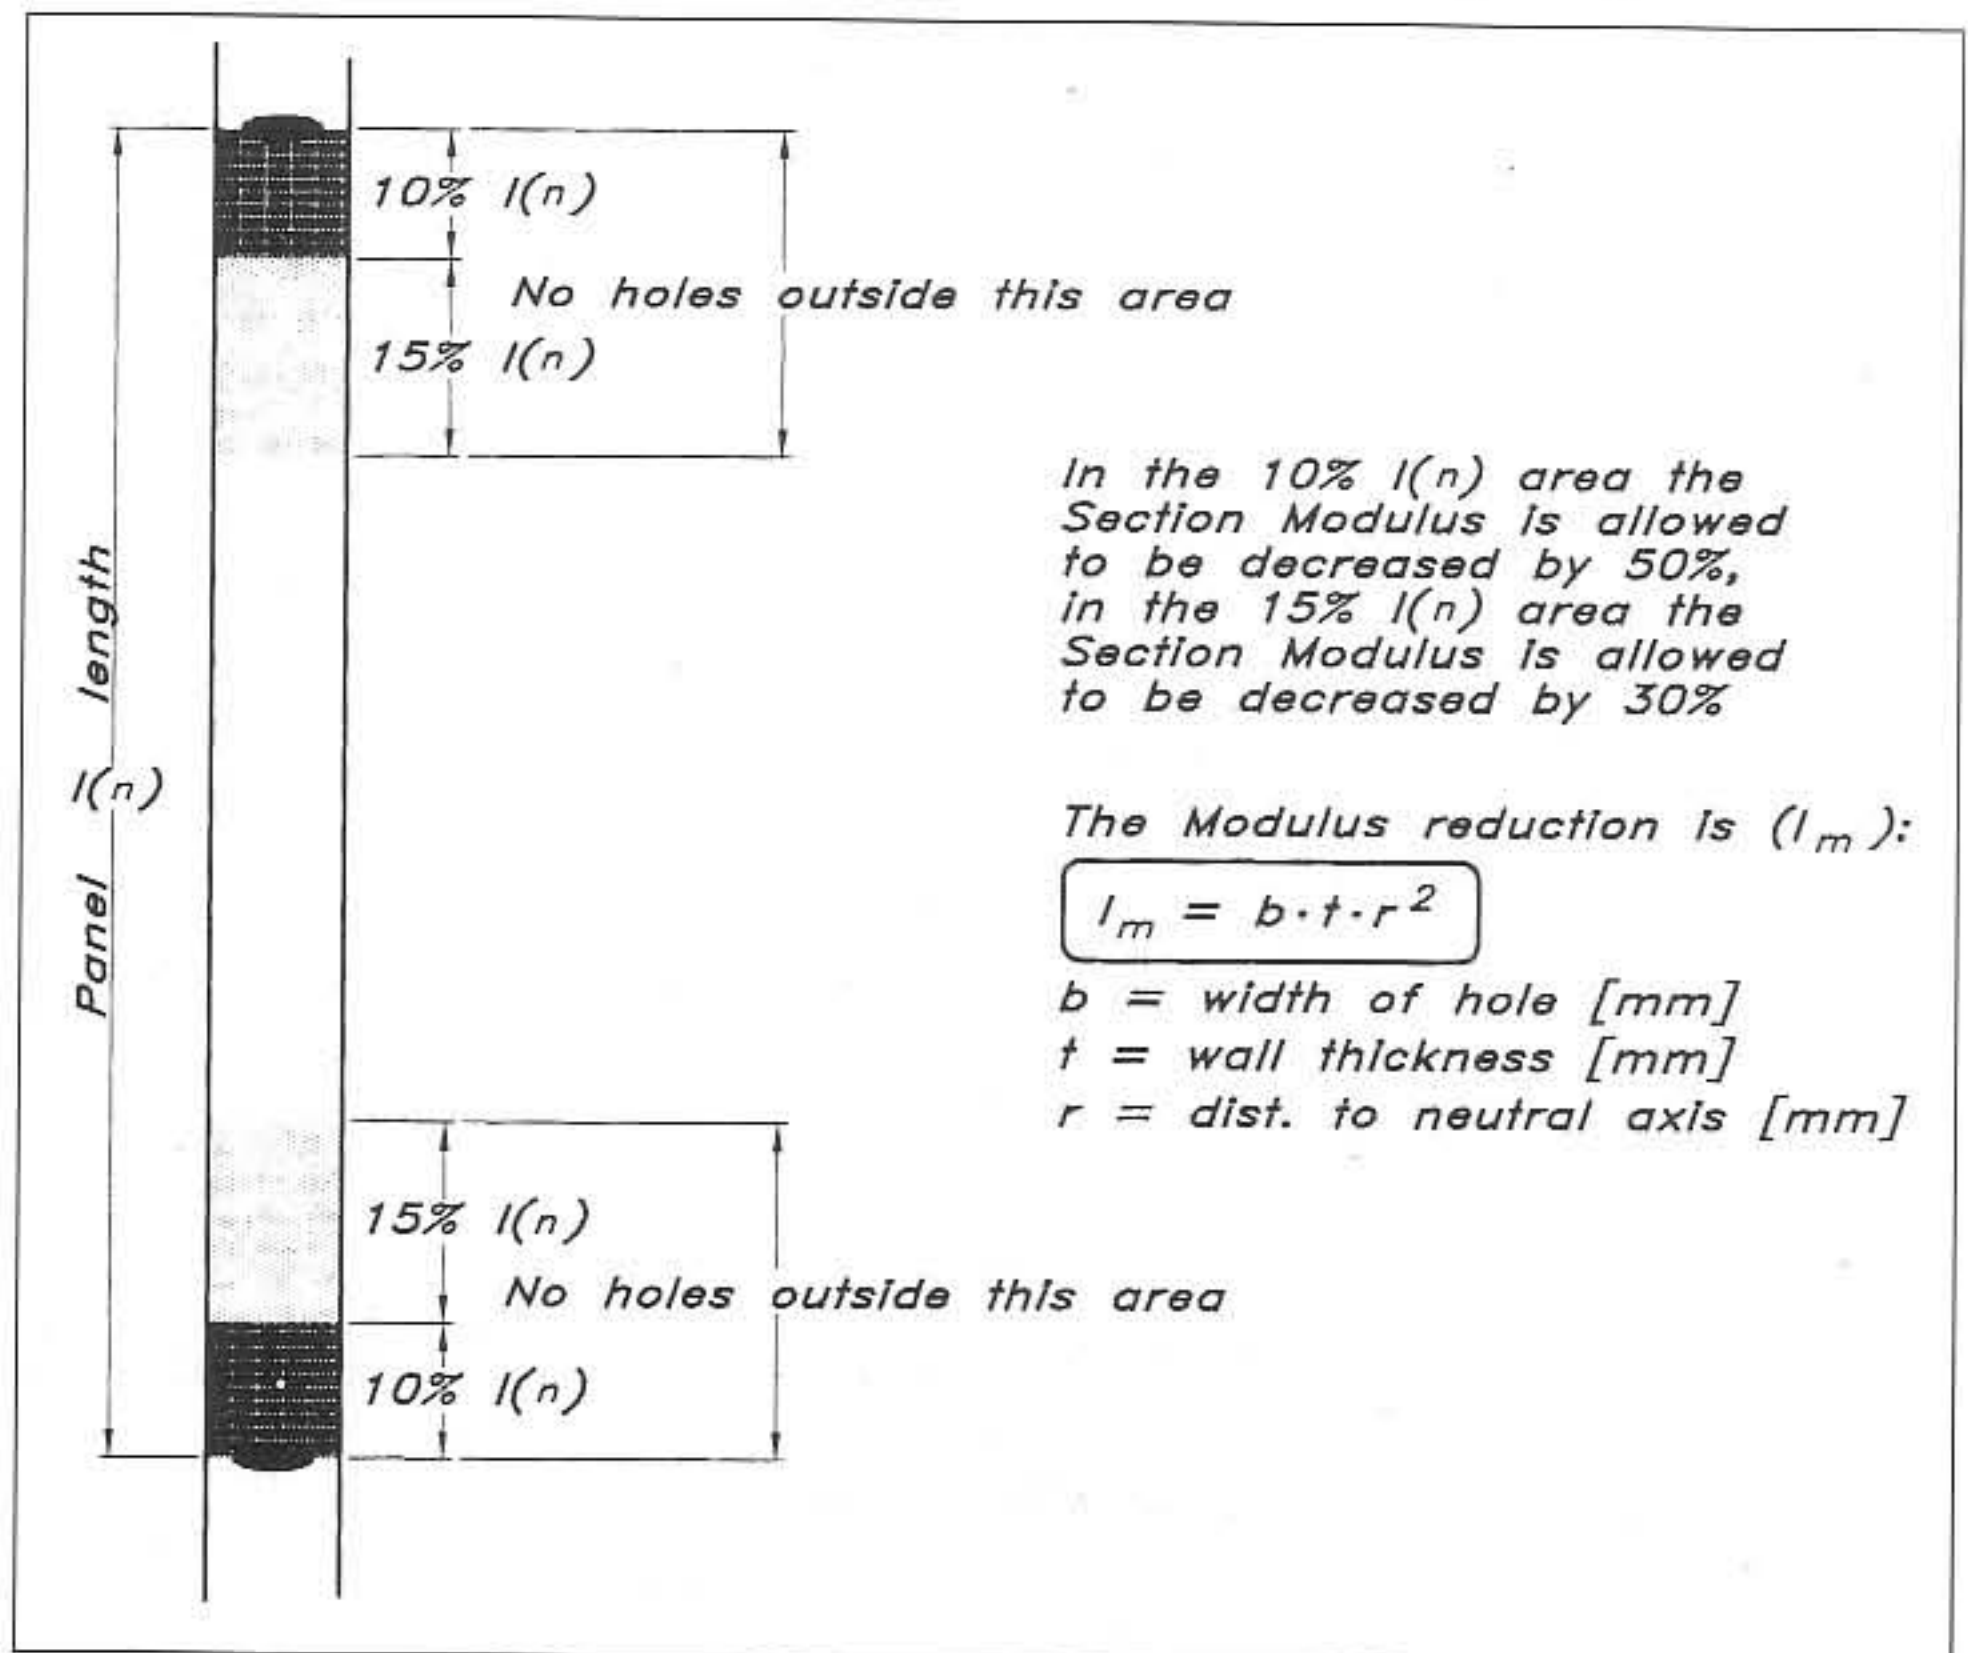 10% l(n)
No holes outside this area
15% l(n)
In the 10% l(n) area the
Section Modulus is allowed
to be decreased by 50%,
in the 15% l(n) area the
Section Modulus is allowed
to be decreased by 30%
Panel l(n) length
The Modulus reduction is (I m ):
I m = b·t·r²
b = width of hole [mm]
t = wall thickness [mm]
r = dist. to neutral axis [mm]
15% l(n)
No holes outside this area
10% l(n)